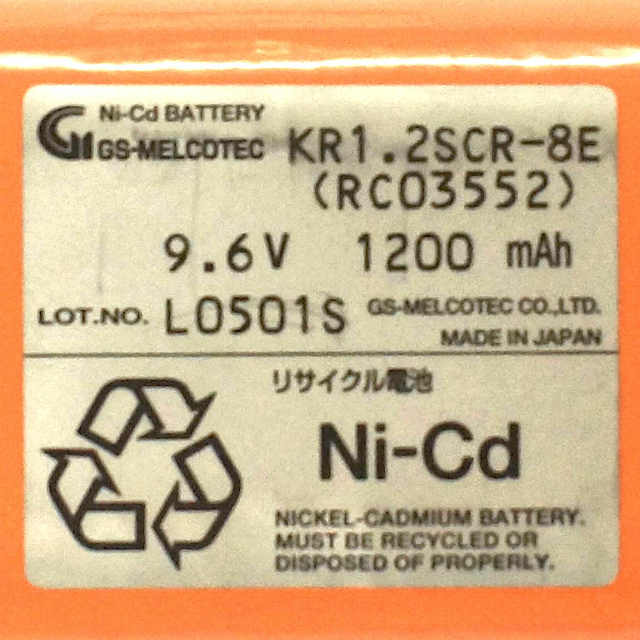 Ni-Cd BATTERY
GS-MELCOTEC
KR1.2SCR-8E
(RC03552)
9.6V 1200 mAh
LOT.NO. L0501S
GS-MELCOTEC CO.,LTD.
MADE IN JAPAN
リサイクル電池
Ni-Cd
NICKEL-CADMIUM BATTERY.
MUST BE RECYCLED OR
DISPOSED OF PROPERLY.